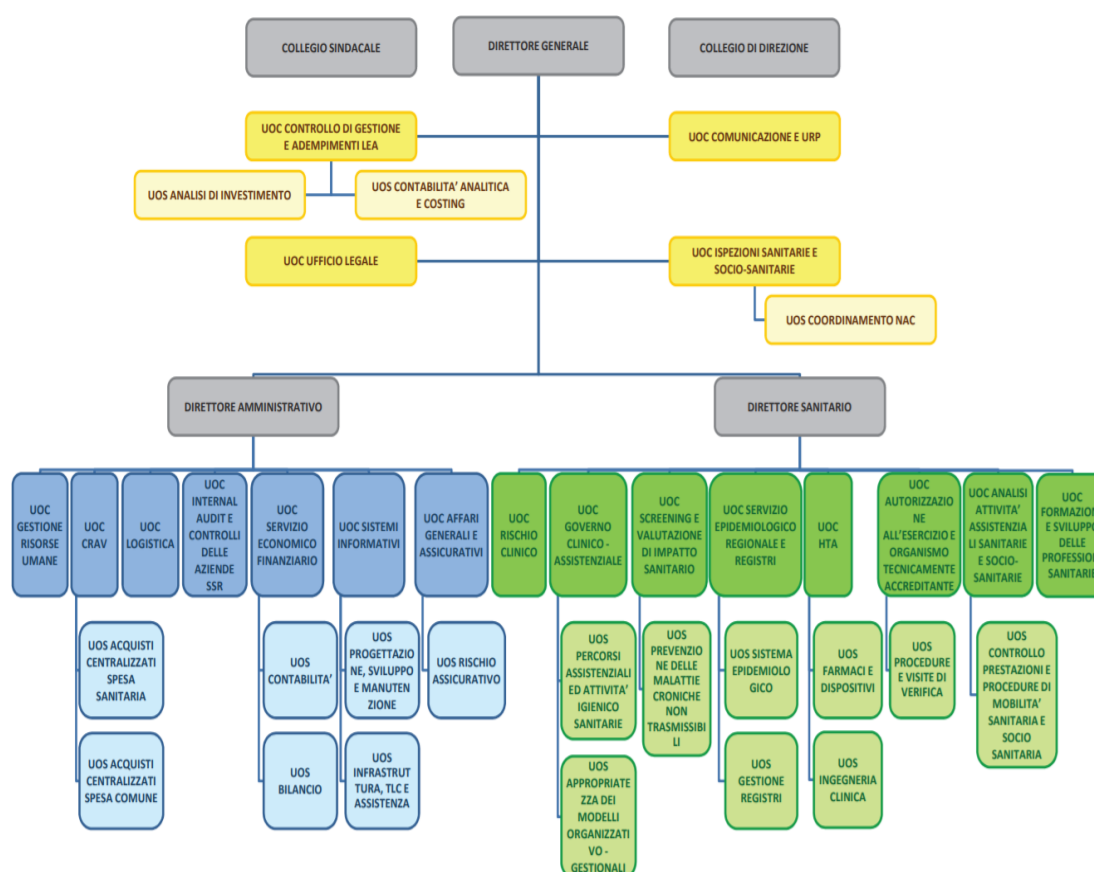 COLLEGIO SINDACALE
DIRETTORE GENERALE
COLLEGIO DI DIREZIONE
UOC CONTROLLO DI GESTIONE
E ADEMPIMENTI LEA
UOC COMUNICAZIONE E URP
UOS ANALISI DI INVESTIMENTO
UOS CONTABILITA’ ANALITICA
E COSTING
UOC UFFICIO LEGALE
UOC ISPEZIONI SANITARIE E
SOCIO-SANITARIE
UOS COORDINAMENTO NAC
DIRETTORE AMMINISTRATIVO
DIRETTORE SANITARIO
UOC
GESTIONE
RISORSE
UMANE
UOC
CRAV
UOC
LOGISTICA
UOC
INTERNAL
AUDIT E
CONTROLLI
DELLE
AZIENDE
SSR
UOC
SERVIZIO
ECONOMICO
FINANZIARIO
UOC SISTEMI
INFORMATIVI
UOC AFFARI
GENERALI E
ASSICURATIVI
UOC
RISCHIO
CLINICO
UOC
GOVERNO
CLINICO -
ASSISTENZIALE
UOC
SCREENING E
VALUTAZIONE
DI IMPATTO
SANITARIO
UOC SERVIZIO
EPIDEMIOLOGICO
REGIONALE E
REGISTRI
UOC
HTA
UOC
AUTORIZZAZIO
NE
ALL’ESERCIZIO E
ORGANISMO
TECNICAMENTE
ACCREDITANTE
UOC ANALISI
ATTIVITA’
ASSISTENZIA
LI SANITARIE
E SOCIO-
SANITARIE
UOC
FORMAZIONE
E SVILUPPO
DELLE
PROFESSIONI
SANITARIE
UOS ACQUISTI
CENTRALIZZATI
SPESA
SANITARIA
UOS
CONTABILITA’
UOS
PROGETTAZIO
NE, SVILUPPO
E MANUTEN
ZIONE
UOS RISCHIO
ASSICURATIVO
UOS
PERCORSI
ASSISTENZIALI
ED ATTIVITA’
IGIENICO
SANITARIE
UOS
PREVENZIO
NE DELLE
MALATTIE
CRONICHE
NON
TRASMISSIBI
LI
UOS SISTEMA
EPIDEMIOLO
GICO
UOS
FARMACI E
DISPOSITIVI
UOS
PROCEDURE
E VISITE DI
VERIFICA
UOS
CONTROLLO
PRESTAZIONI E
PROCEDURE DI
MOBILITA’
SANITARIA E
SOCIO
SANITARIA
UOS ACQUISTI
CENTRALIZZATI
SPESA COMUNE
UOS
BILANCIO
UOS
INFRASTRUT
TURA, TLC E
ASSISTENZA
UOS
APPROPRIATE
ZZA DEI
MODELLI
ORGANIZZATI
VO -
GESTIONALI
UOS
GESTIONE
REGISTRI
UOS
INGEGNERIA
CLINICA